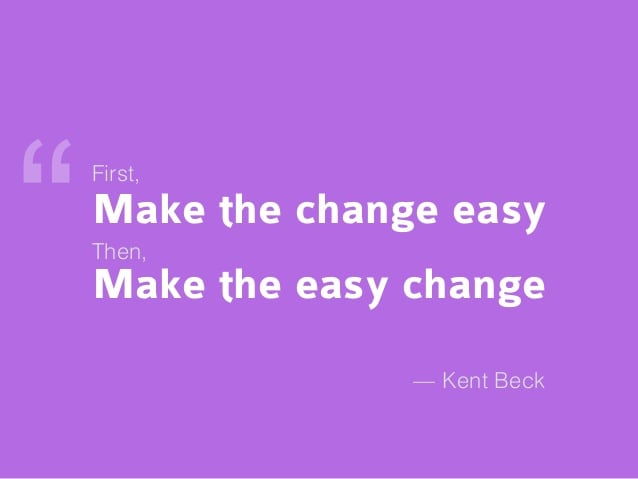 “
First,
Make the change easy
Then,
Make the easy change
— Kent Beck